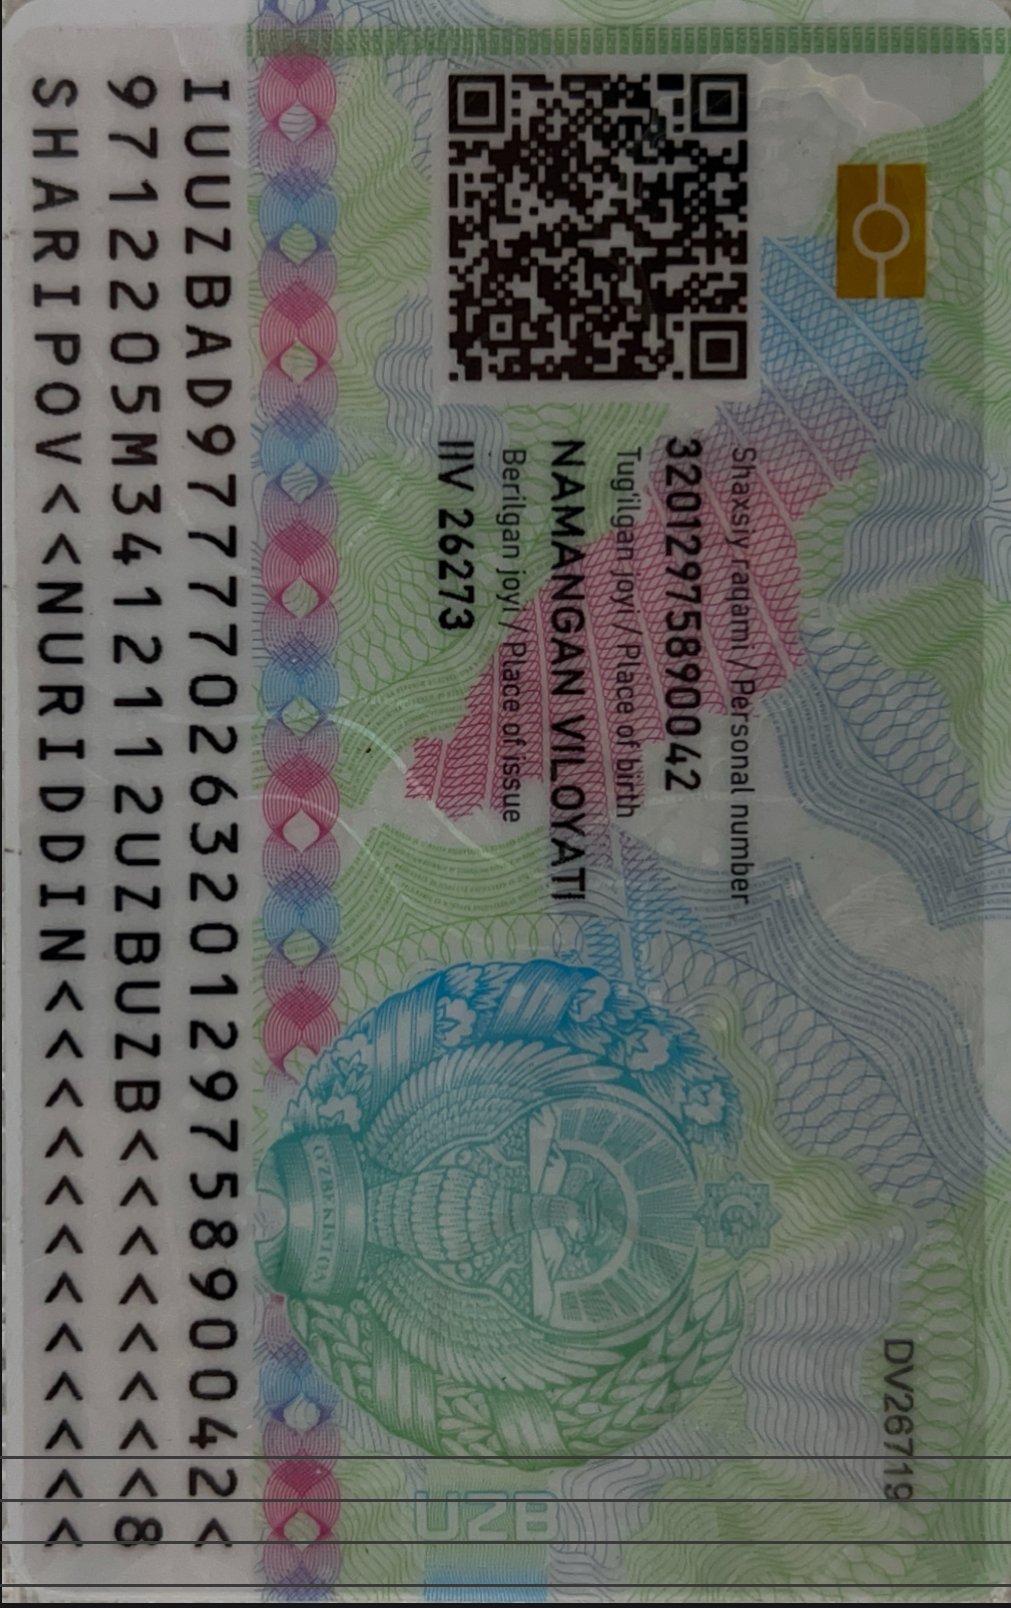 DV26719
Shaxsiy raqami / Personal number
32012975890042
Tug'ilgan joyi / Place of birth
NAMANGAN VILOYATI
Berilgan joyi / Place of issue
IIV 26273
O'ZBEKISTON
UZB
IUUZBAD9777702632012975890042<
9712205M3412112UZBUZB<<<<<<<<8
SHARIPOV<<NURIDDIN<<<<<<<<<<<<